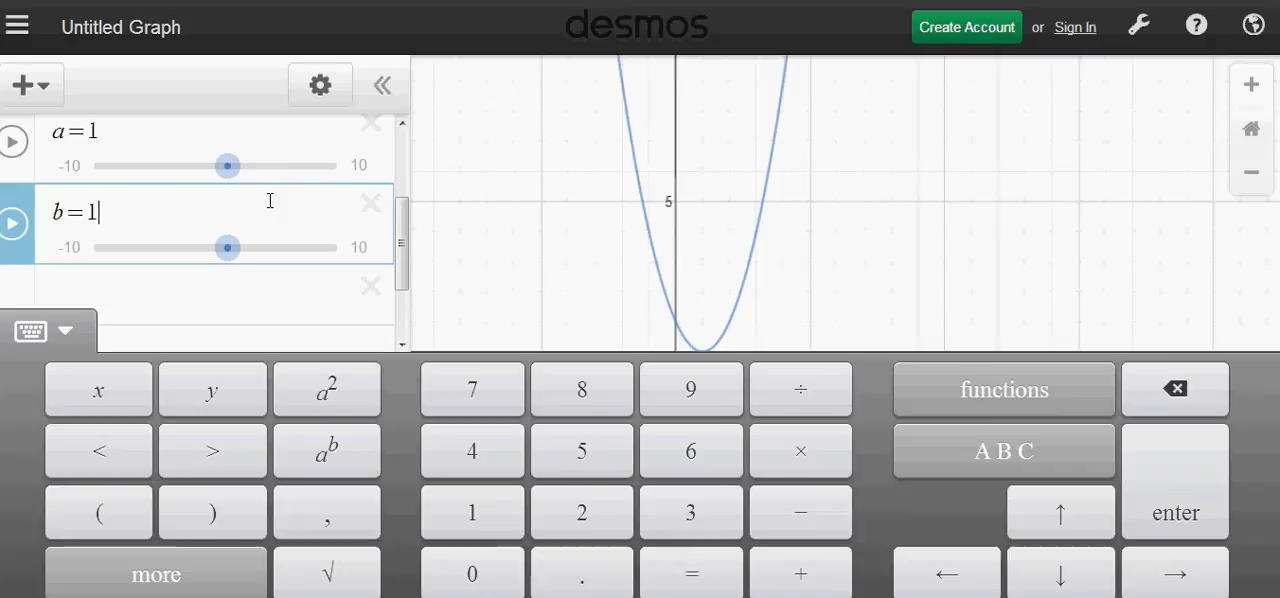 Untitled Graph
desmos
Create Account or Sign In
a=1
-10 10
b=1
-10 10
5
x y a² 7 8 9 ÷ functions
< > aᵇ 4 5 6 × A B C
( ) , 1 2 3 − ↑ enter
more √ 0 . = + ← ↓ →